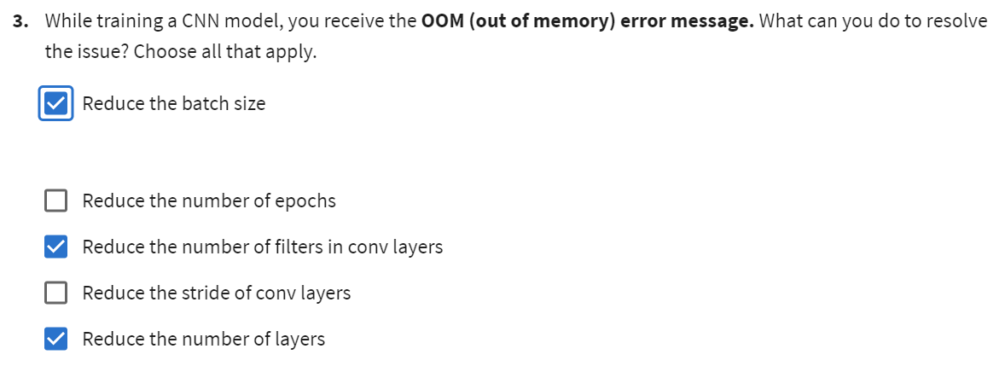 3. While training a CNN model, you receive the OOM (out of memory) error message. What can you do to resolve
the issue? Choose all that apply.
Reduce the batch size
Reduce the number of epochs
Reduce the number of filters in conv layers
Reduce the stride of conv layers
Reduce the number of layers